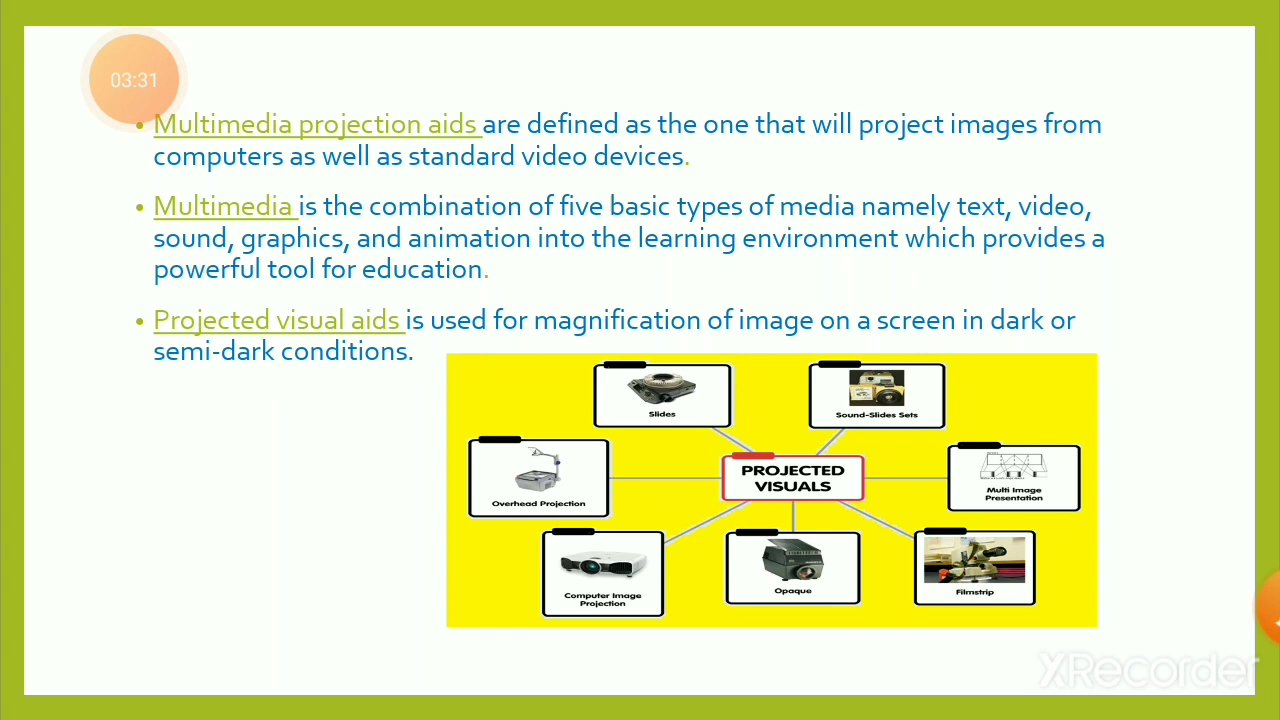 03:31
• Multimedia projection aids are defined as the one that will project images from
computers as well as standard video devices.
• Multimedia is the combination of five basic types of media namely text, video,
sound, graphics, and animation into the learning environment which provides a
powerful tool for education.
• Projected visual aids is used for magnification of image on a screen in dark or
semi-dark conditions.
Slides
Sound-Slides Sets
Overhead Projection
PROJECTED
VISUALS
Multi Image
Presentation
Computer Image
Projection
Opaque
Filmstrip
XRecorder